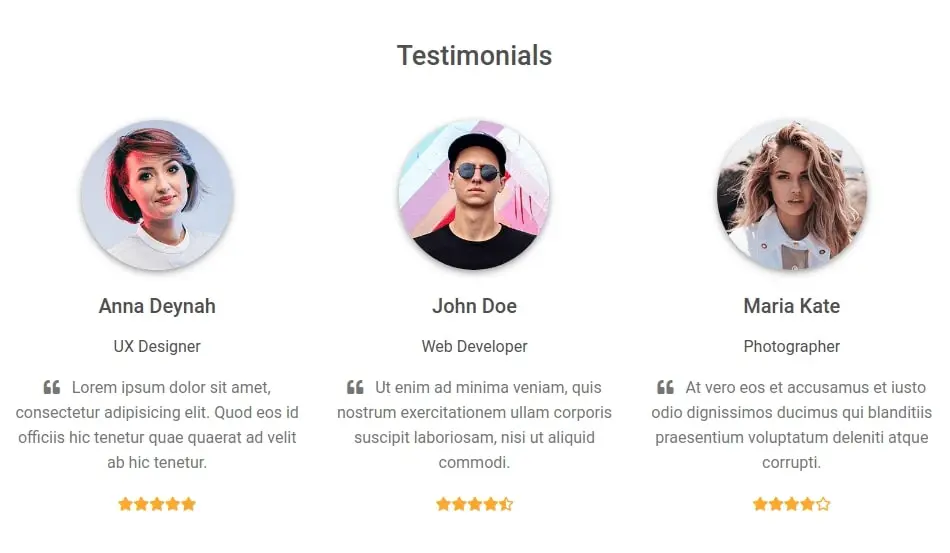 Testimonials
Anna Deynah
UX Designer
Lorem ipsum dolor sit amet,
consectetur adipisicing elit. Quod eos id
officiis hic tenetur quae quaerat ad velit
ab hic tenetur.
John Doe
Web Developer
Ut enim ad minima veniam, quis
nostrum exercitationem ullam corporis
suscipit laboriosam, nisi ut aliquid
commodi.
Maria Kate
Photographer
At vero eos et accusamus et iusto
odio dignissimos ducimus qui blanditiis
praesentium voluptatum deleniti atque
corrupti.